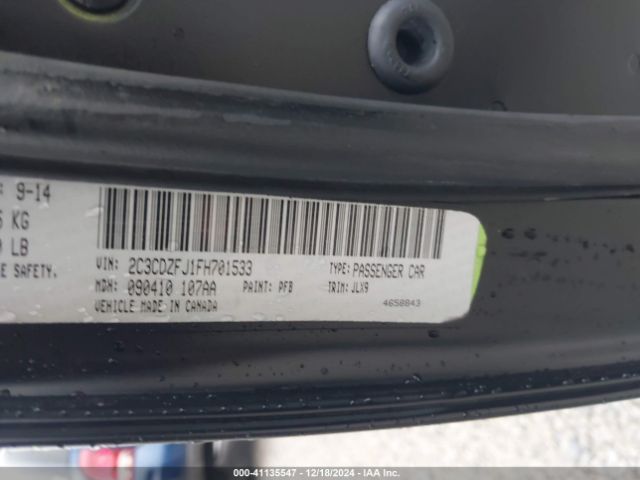 9-14
KG
LB
E SAFETY.
VIN: 2C3CDZFJ1FH701533 TYPE: PASSENGER CAR
MDH: 090410 107AA PAINT: PFB TRIM: JLX9
VEHICLE MADE IN CANADA 4658843
000-41135547 - 12/18/2024 - IAA Inc.